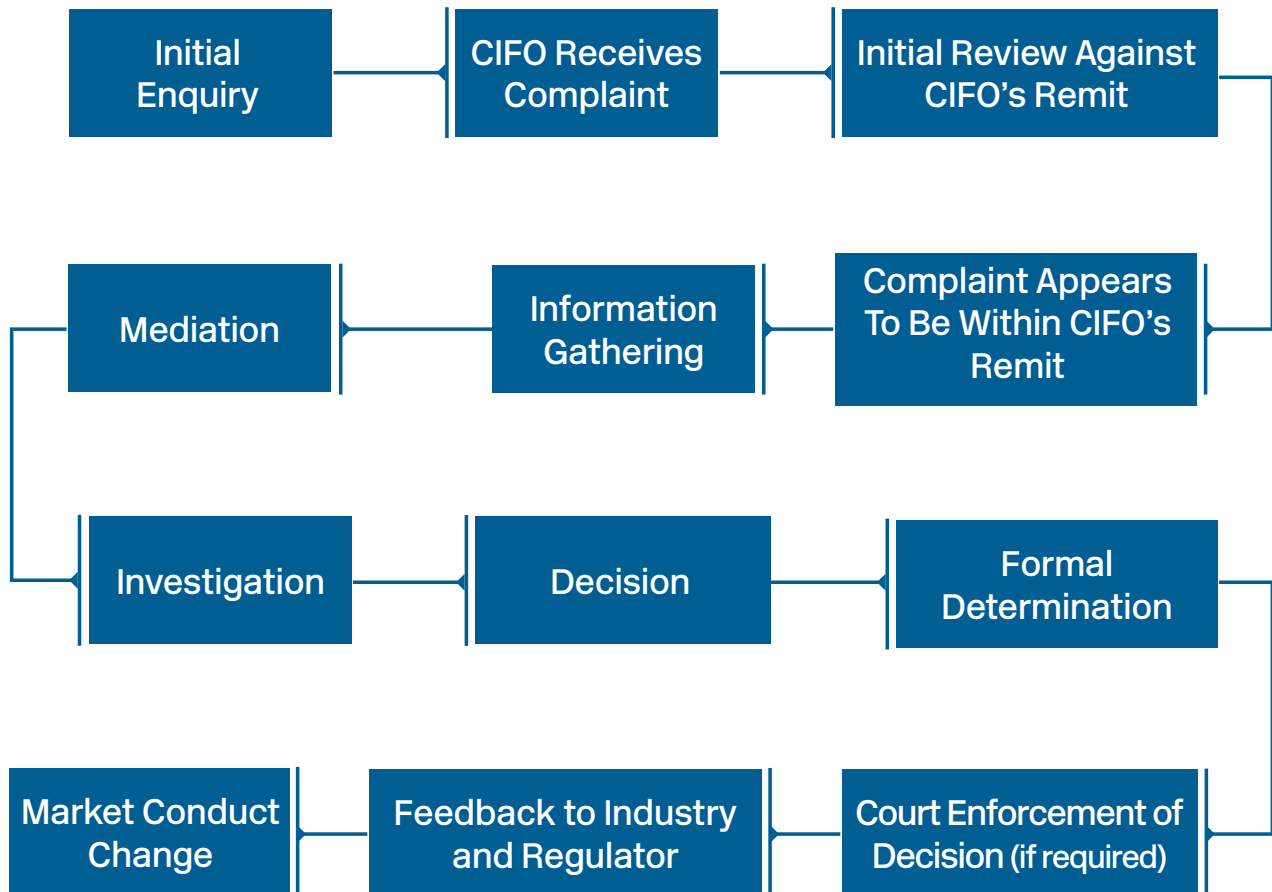 Initial
Enquiry
CIFO Receives
Complaint
Initial Review Against
CIFO’s Remit
Complaint Appears
To Be Within CIFO’s
Remit
Information
Gathering
Mediation
Investigation
Decision
Formal
Determination
Court Enforcement of
Decision (if required)
Feedback to Industry
and Regulator
Market Conduct
Change